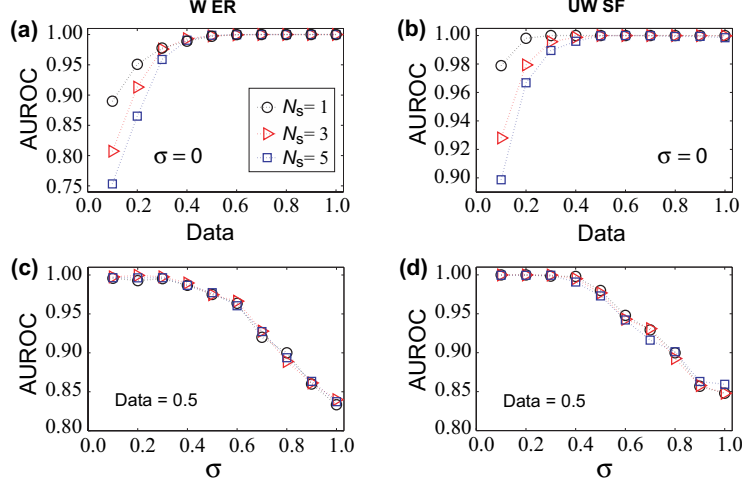 W ER
UW SF
(a)
1.00
0.95
0.90
0.85
0.80
0.75
AUROC
Nₛ= 1
Nₛ= 3
Nₛ= 5
σ = 0
0.0 0.2 0.4 0.6 0.8 1.0
Data
(b)
1.00
0.98
0.96
0.94
0.92
0.90
AUROC
σ = 0
0.0 0.2 0.4 0.6 0.8 1.0
Data
(c)
1.00
0.95
0.90
0.85
0.80
AUROC
Data = 0.5
0.0 0.2 0.4 0.6 0.8 1.0
σ
(d)
1.00
0.95
0.90
0.85
0.80
AUROC
Data = 0.5
0.0 0.2 0.4 0.6 0.8 1.0
σ